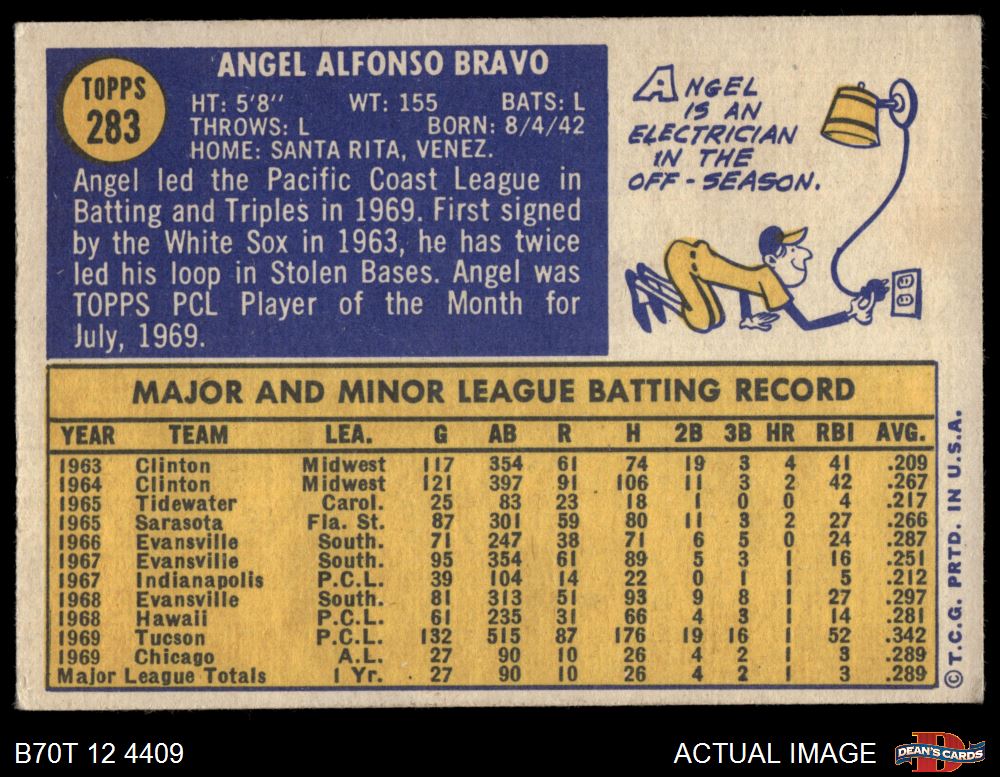 TOPPS
283
ANGEL ALFONSO BRAVO
HT: 5'8" WT: 155 BATS: L
THROWS: L BORN: 8/4/42
HOME: SANTA RITA, VENEZ.
Angel led the Pacific Coast League in
Batting and Triples in 1969. First signed
by the White Sox in 1963, he has twice
led his loop in Stolen Bases. Angel was
TOPPS PCL Player of the Month for
July, 1969.
ANGEL
IS AN
ELECTRICIAN
IN THE
OFF-SEASON.
MAJOR AND MINOR LEAGUE BATTING RECORD
YEAR TEAM LEA. G AB R H 2B 3B HR RBI AVG.
1963 Clinton Midwest 117 354 61 74 19 3 4 41 .209
1964 Clinton Midwest 121 397 91 106 11 3 2 42 .267
1965 Tidewater Carol. 25 83 23 18 1 0 0 4 .217
1965 Sarasota Fla. St. 87 301 59 80 11 3 2 27 .266
1966 Evansville South. 71 247 38 71 6 5 0 24 .287
1967 Evansville South. 95 354 61 89 5 3 1 16 .251
1967 Indianapolis P.C.L. 39 104 14 22 0 1 1 5 .212
1968 Evansville South. 81 313 51 93 9 8 1 27 .297
1968 Hawaii P.C.L. 61 235 31 66 4 3 1 14 .281
1969 Tucson P.C.L. 132 515 87 176 19 16 1 52 .342
1969 Chicago A.L. 27 90 10 26 4 2 1 3 .289
Major League Totals 1 Yr. 27 90 10 26 4 2 1 3 .289
© T.C.G. PRTD. IN U.S.A.
B70T 12 4409
ACTUAL IMAGE
D
DEAN'S CARDS